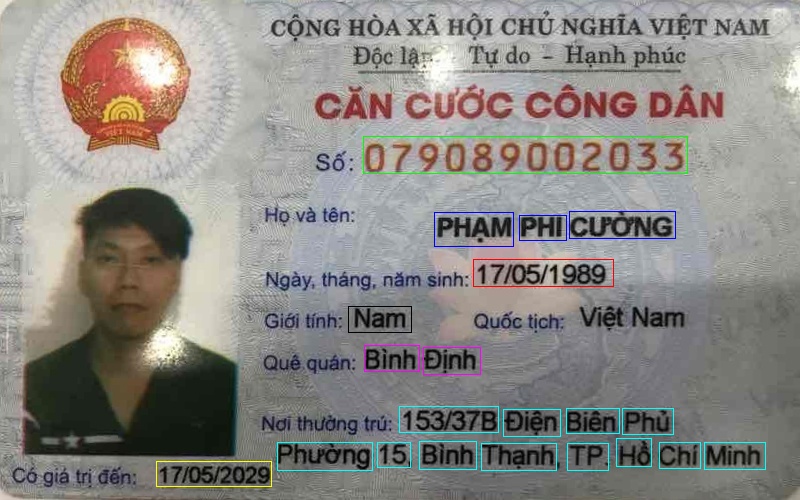 CỘNG HÒA XÃ HỘI CHỦ NGHĨA VIỆT NAM
Độc lập - Tự do - Hạnh phúc
CĂN CƯỚC CÔNG DÂN
Số: 079089002033
Họ và tên:
PHẠM PHI CƯỜNG
Ngày, tháng, năm sinh: 17/05/1989
Giới tính: Nam Quốc tịch: Việt Nam
Quê quán: Bình Định
Nơi thường trú: 153/37B Điện Biên Phủ
Phường 15, Bình Thạnh, TP. Hồ Chí Minh
Có giá trị đến: 17/05/2029
VIỆT NAM